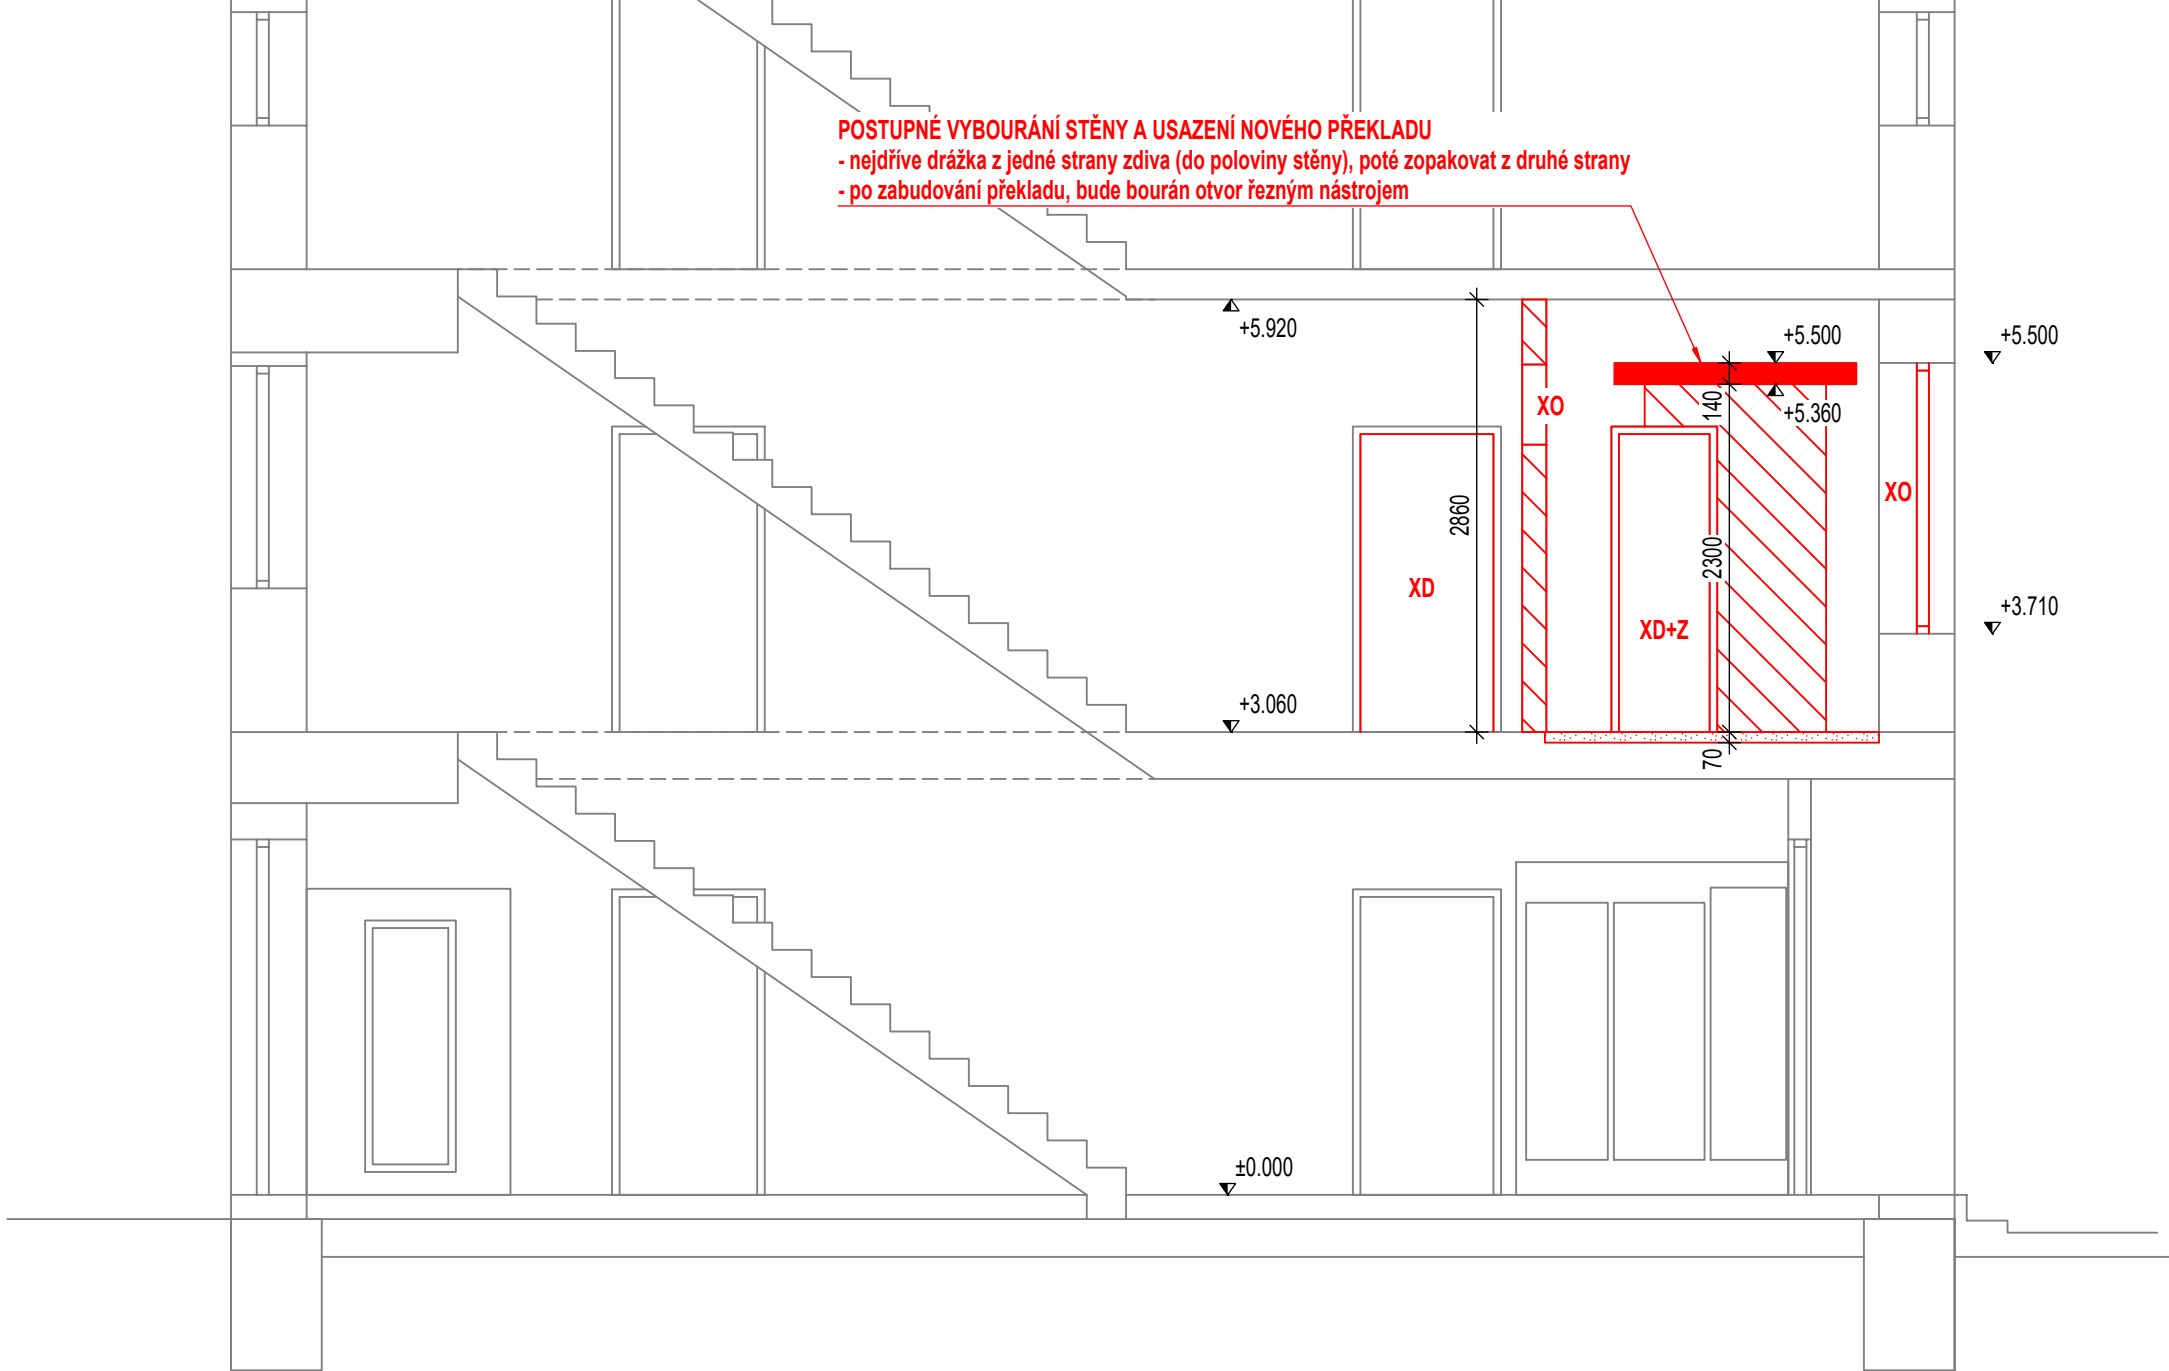 POSTUPNÉ VYBOURÁNÍ STĚNY A USAZENÍ NOVÉHO PŘEKLADU
- nejdříve drážka z jedné strany zdiva (do poloviny stěny), poté zopakovat z druhé strany
- po zabudování překladu, bude bourán otvor řezným nástrojem
+5.920
+5.500
+5.500
XO
140
+5.360
2860
XO
2300
XD
XD+Z
+3.710
+3.060
70
±0.000